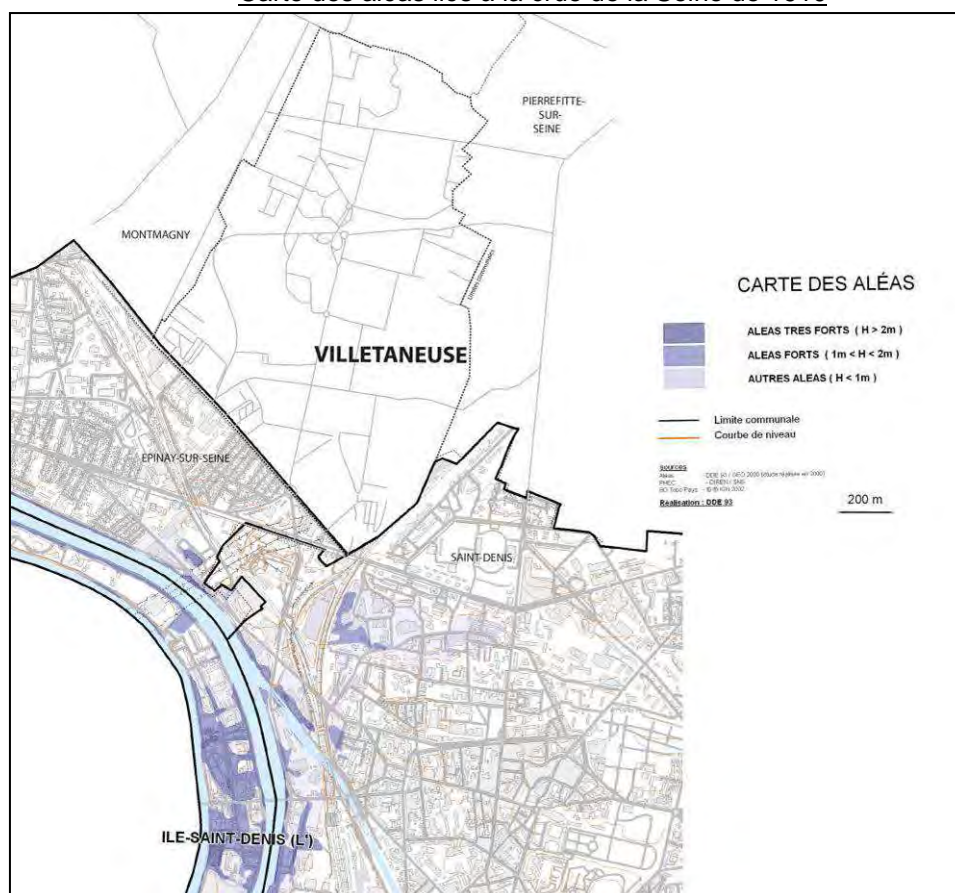 Carte des aléas liés à la crue de la Seine de 1910
PIERREFITTE-
SUR-
SEINE
MONTMAGNY
Limites communales
VILLETANEUSE
CARTE DES ALÉAS
ALEAS TRES FORTS ( H > 2m )
ALEAS FORTS ( 1m < H < 2m )
AUTRES ALEAS ( H < 1m )
Limite communale
Courbe de niveau
EPINAY-SUR-SEINE
Sources
Réalisation : DDE 93
200 m
SAINT-DENIS
ILE-SAINT-DENIS (L')